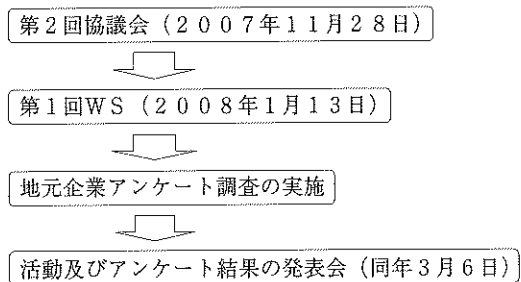 第２回協議会（２００７年１１月２８日）
第１回ＷＳ（２００８年１月１３日）
地元企業アンケート調査の実施
活動及びアンケート結果の発表会（同年３月６日）